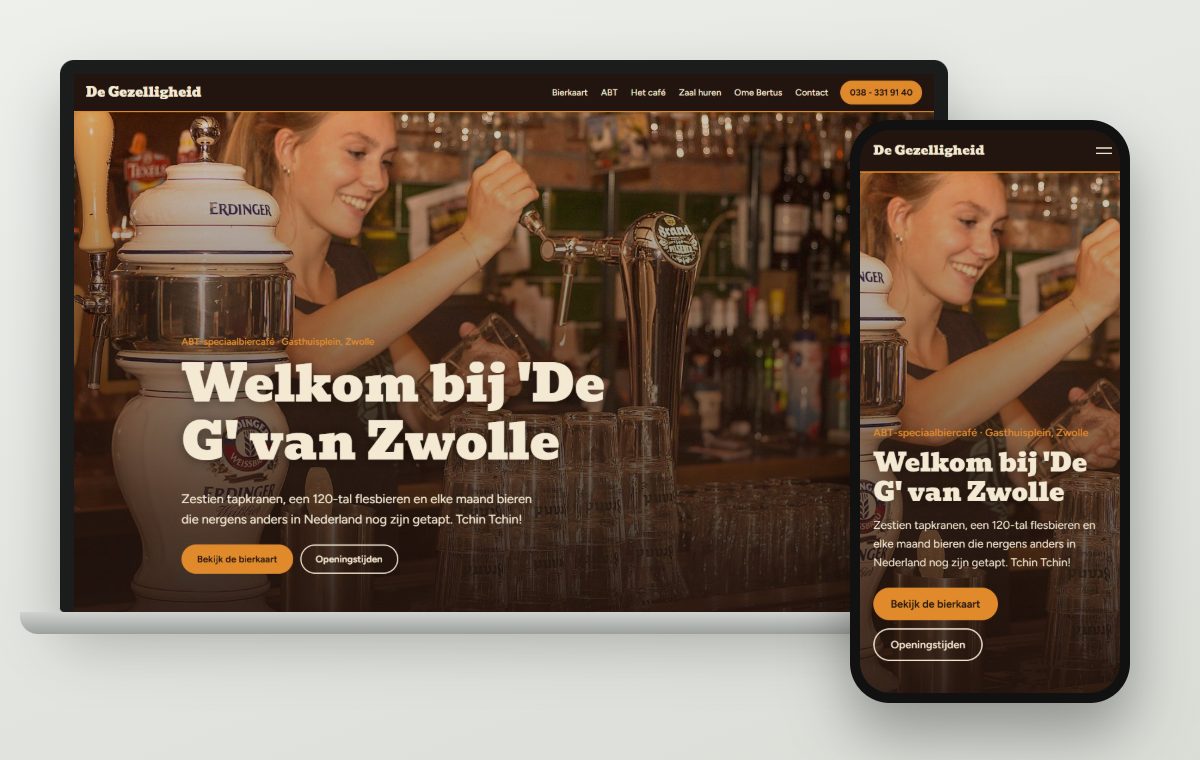 De Gezelligheid
Bierkaart ABT Het café Zaal huren Ome Bertus Contact 038 - 331 91 40
TEXELS
ERDINGER
Brand
ABT-speciaalbiercafé · Gasthuisplein, Zwolle
Welkom bij 'De
G' van Zwolle
ERDINGER
Zestien tapkranen, een 120-tal flesbieren en elke maand bieren
die nergens anders in Nederland nog zijn getapt. Tchin Tchin!
Bekijk de bierkaart Openingstijden
De Gezelligheid
ABT-speciaalbiercafé · Gasthuisplein, Zwolle
Welkom bij 'De
G' van Zwolle
Zestien tapkranen, een 120-tal flesbieren en
elke maand bieren die nergens anders in
Nederland nog zijn getapt. Tchin Tchin!
Bekijk de bierkaart
Openingstijden